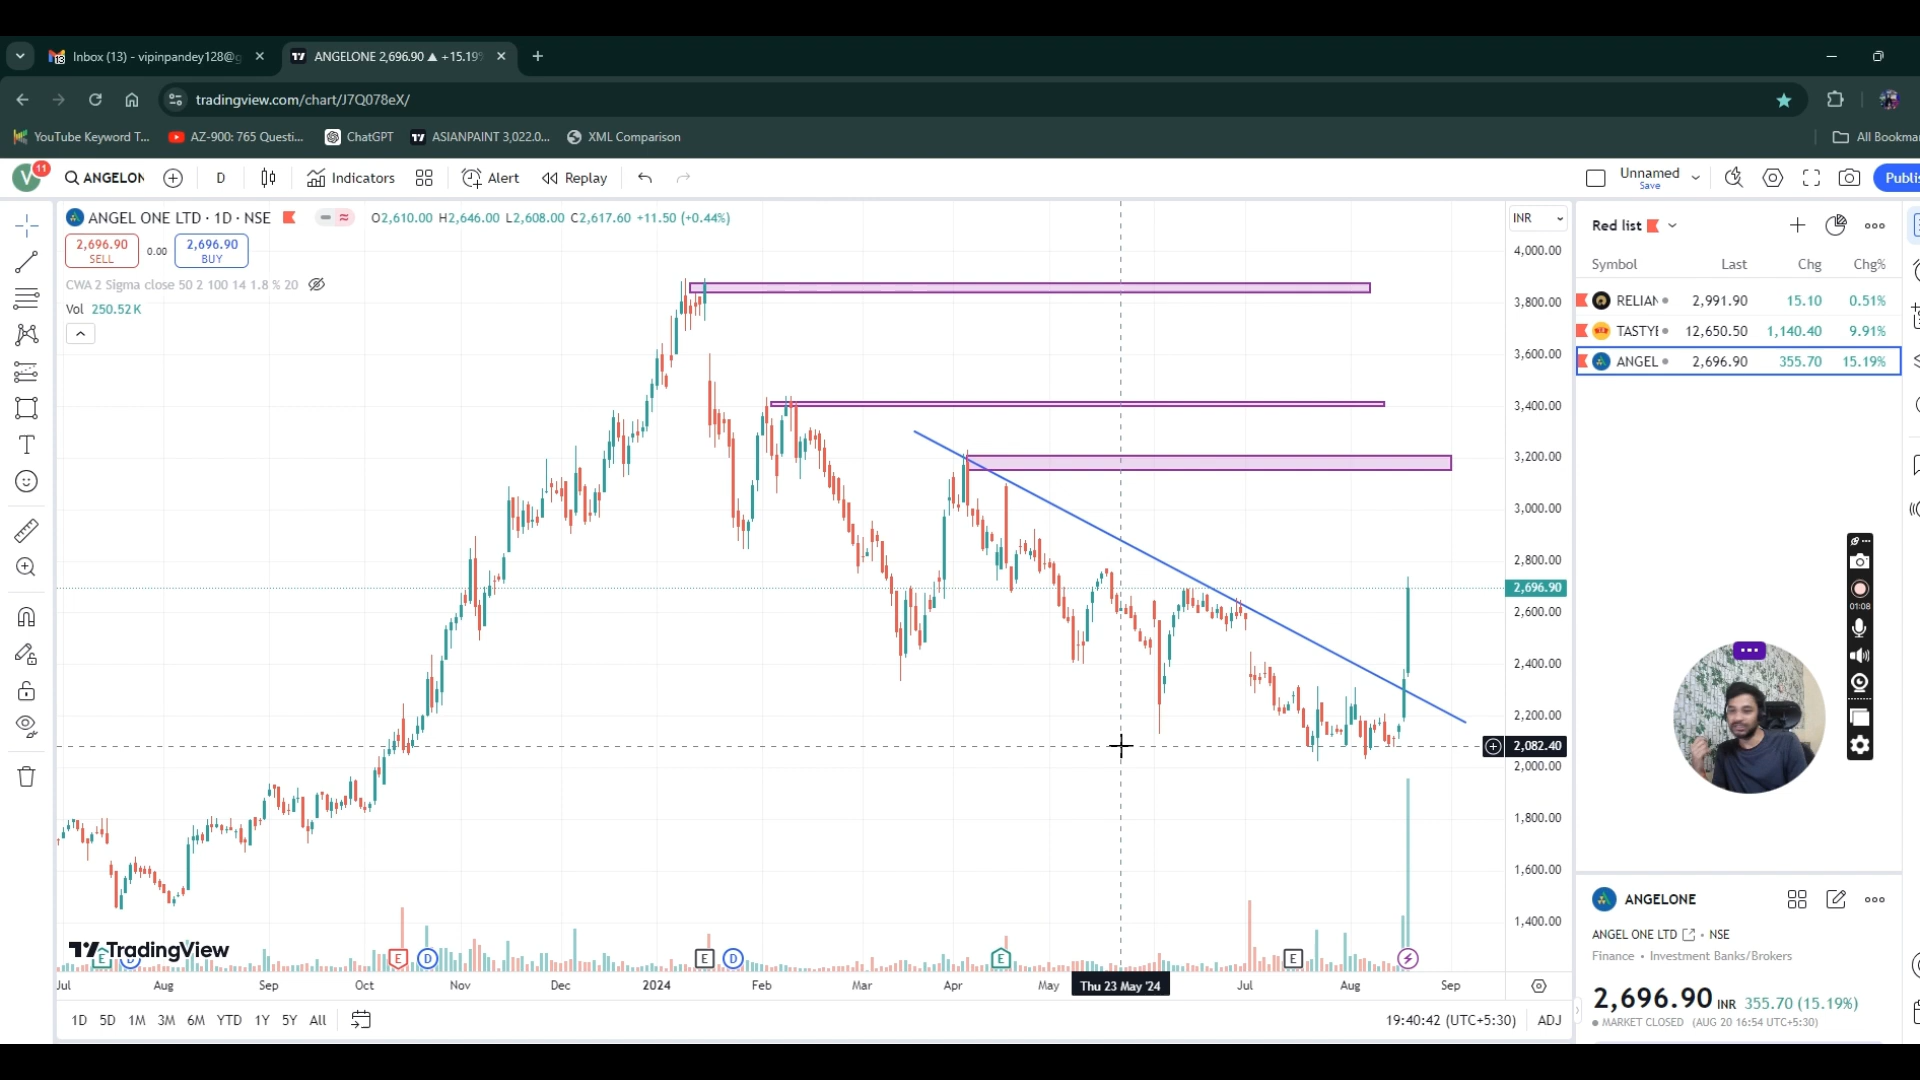 Inbox (13) - vipinpandey128@g
ANGELONE 2,696.90 ▲ +15.19%
tradingview.com/chart/J7Q078eX/
YouTube Keyword T...
AZ-900: 765 Questi...
ChatGPT
ASIANPAINT 3,022.0...
XML Comparison
All Bookma
V 11
ANGELON
D
Indicators
Alert
Replay
Unnamed
Save
Publi
ANGEL ONE LTD · 1D · NSE
O2,610.00 H2,646.00 L2,608.00 C2,617.60 +11.50 (+0.44%)
INR
2,696.90
SELL
0.00
2,696.90
BUY
CWA 2 Sigma close 50 2 100 14 1.8 % 20
Vol 250.52 K
4,000.00
3,800.00
3,600.00
3,400.00
3,200.00
3,000.00
2,800.00
2,696.90
2,600.00
2,400.00
2,200.00
2,082.40
2,000.00
1,800.00
1,600.00
1,400.00
TradingView
E D E D E D E E
Jul Aug Sep Oct Nov Dec 2024 Feb Mar Apr May Thu 23 May '24 Jul Aug Sep
1D 5D 1M 3M 6M YTD 1Y 5Y All
19:40:42 (UTC+5:30) ADJ
Red list
Symbol Last Chg Chg%
RELIAN 2,991.90 15.10 0.51%
TASTYE 12,650.50 1,140.40 9.91%
ANGEL 2,696.90 355.70 15.19%
01:08
ANGELONE
ANGEL ONE LTD • NSE
Finance • Investment Banks/Brokers
2,696.90 INR 355.70 (15.19%)
MARKET CLOSED (AUG 20 16:54 UTC+5:30)